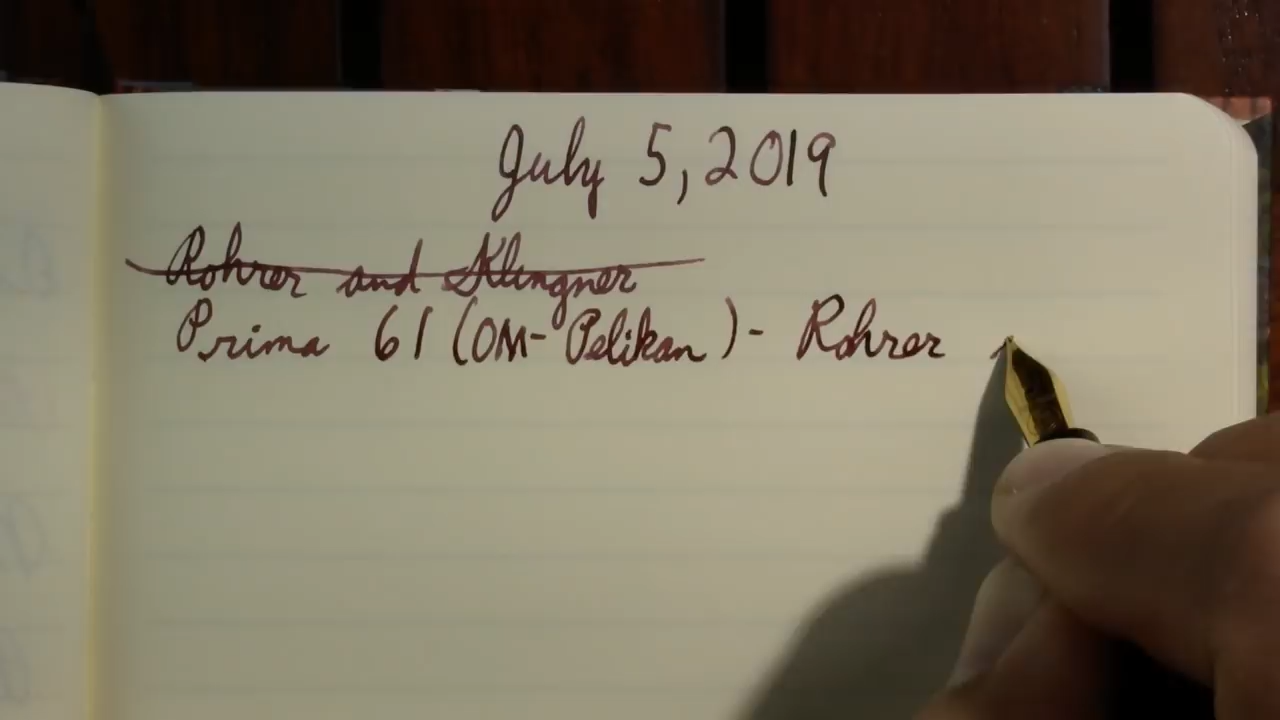 July 5, 2019
Rohrer and Klingner
Prima 61 (OM-Pelikan) - Rohrer